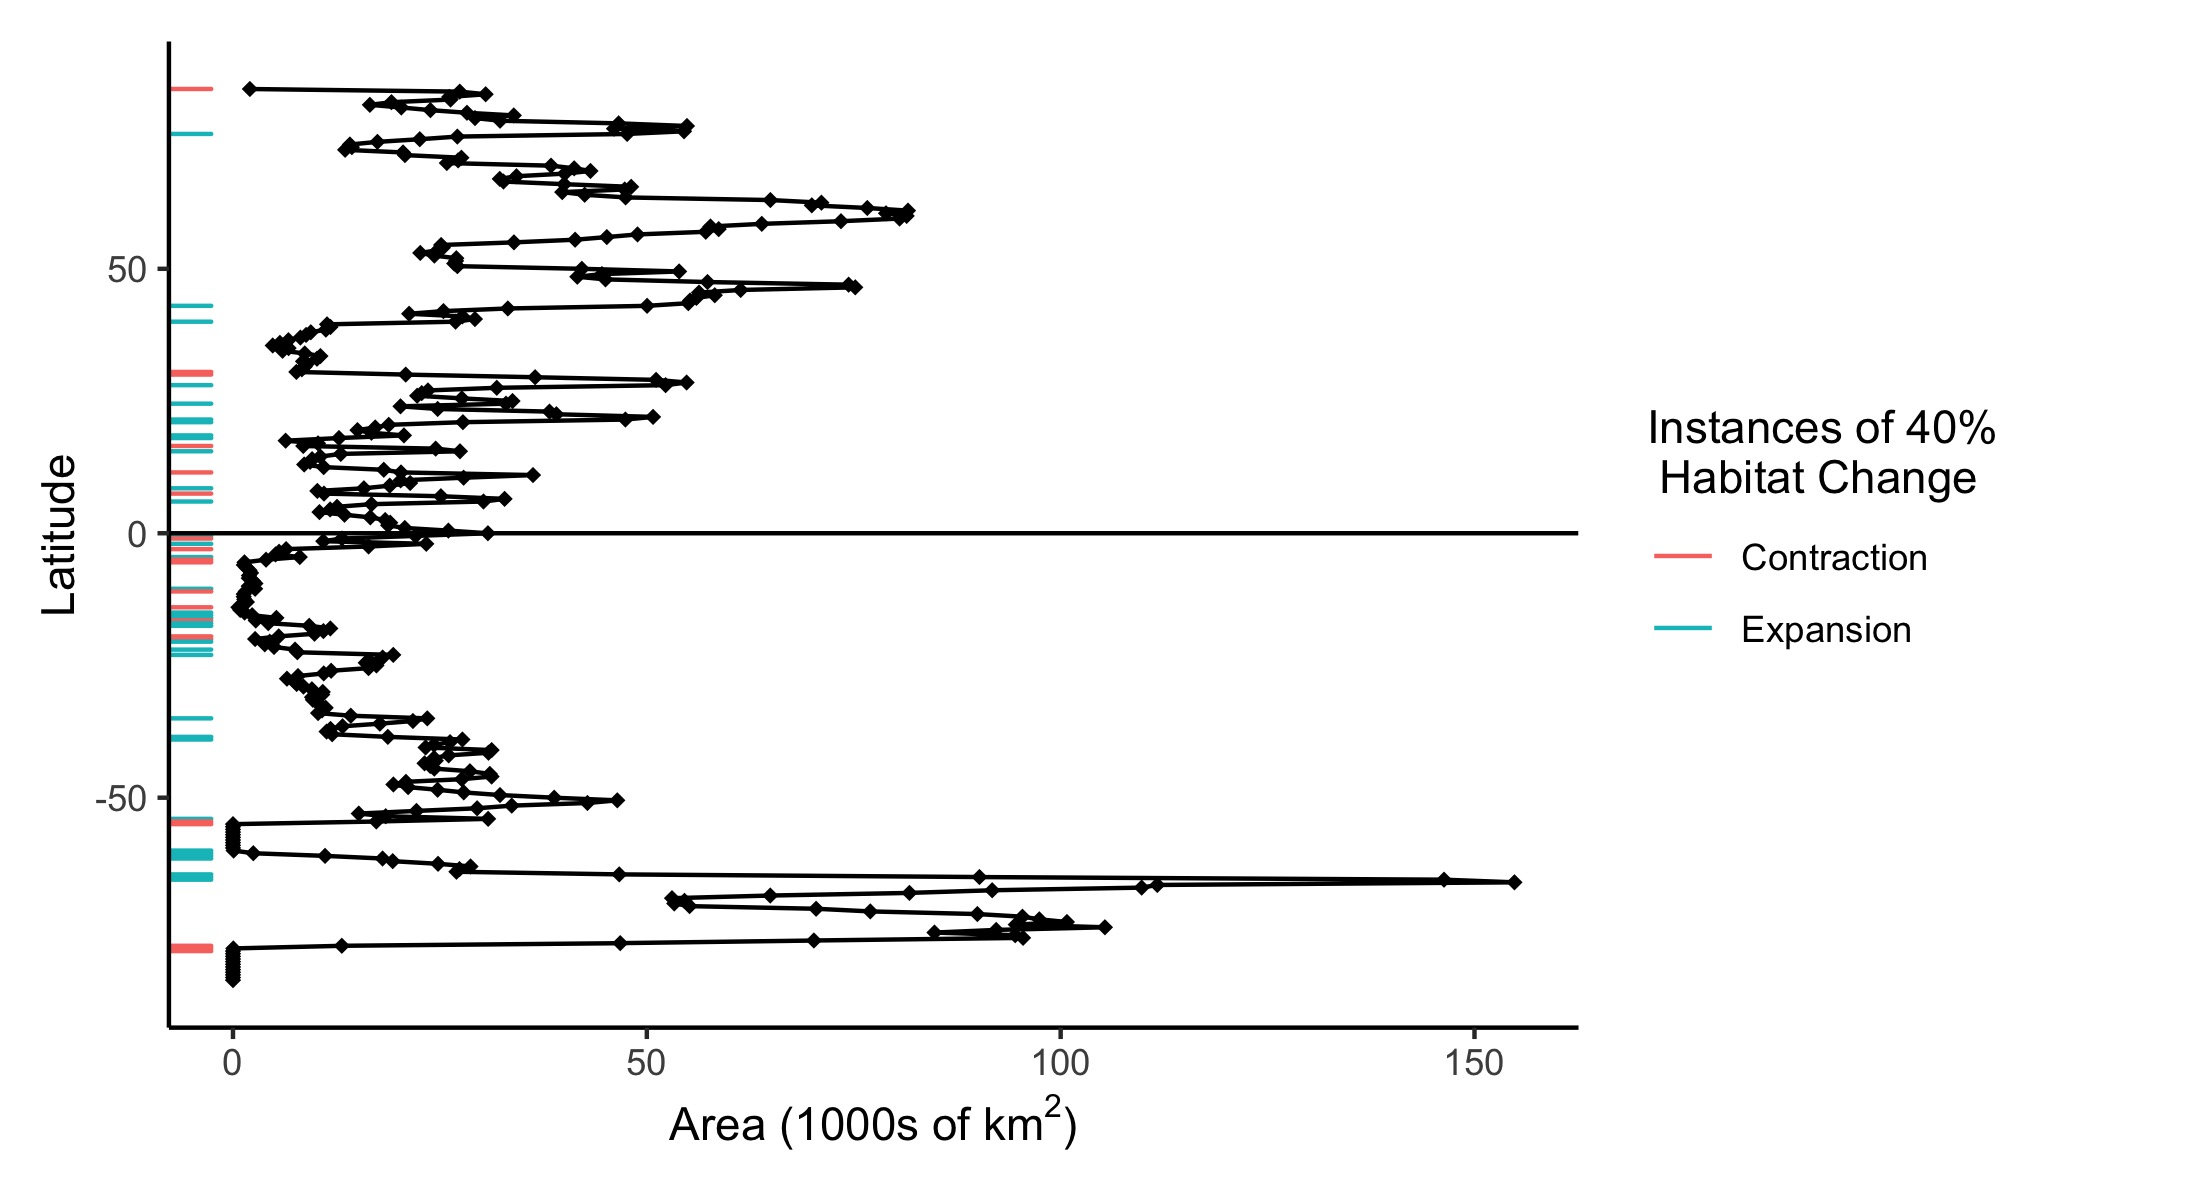 50
0
-50
Latitude
0
50
100
150
Area (1000s of km²)
Instances of 40%
Habitat Change
Contraction
Expansion